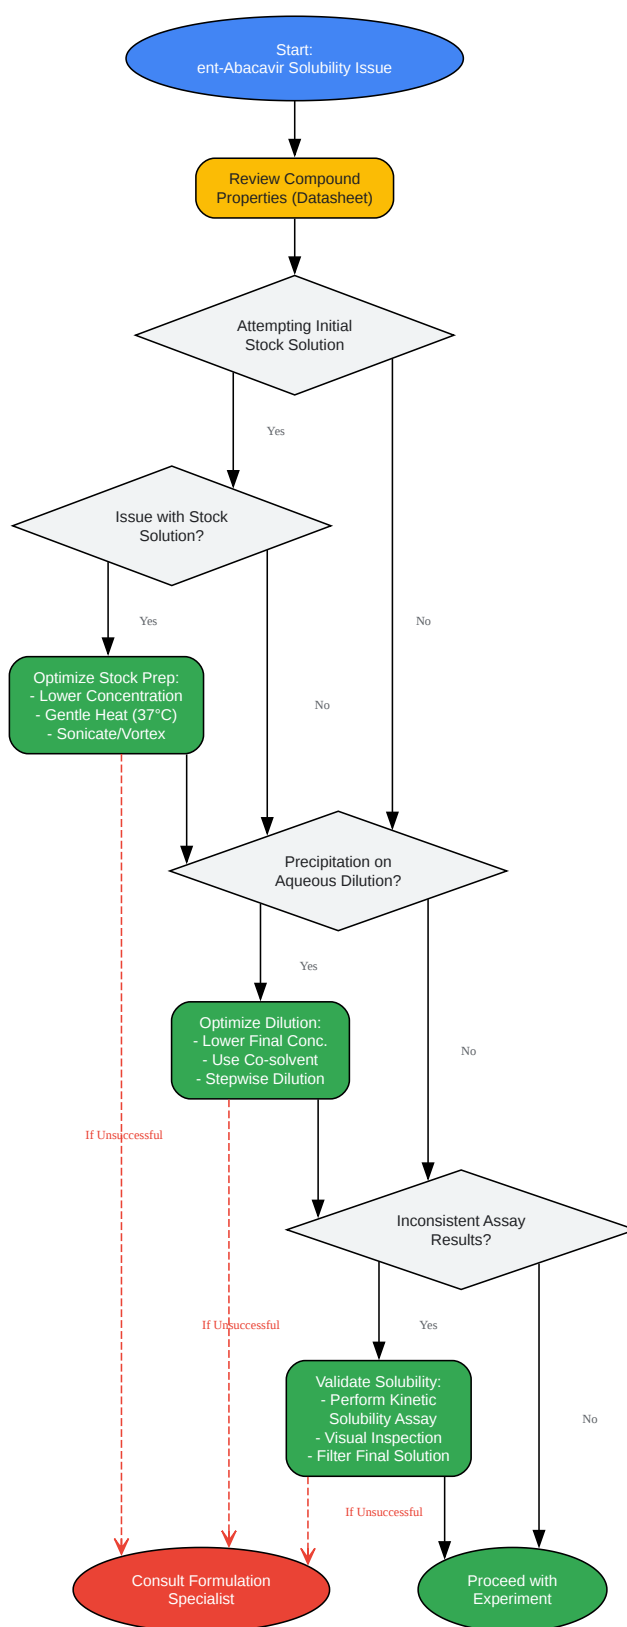 Start:
ent-Abacavir Solubility Issue
Review Compound
Properties (Datasheet)
Attempting Initial
Stock Solution
Yes
Issue with Stock
Solution?
Yes
No
Optimize Stock Prep:
- Lower Concentration
- Gentle Heat (37°C)
- Sonicate/Vortex
No
Precipitation on
Aqueous Dilution?
Yes
Optimize Dilution:
- Lower Final Conc.
- Use Co-solvent
- Stepwise Dilution
No
If Unsuccessful
Inconsistent Assay
Results?
If Unsuccessful
Yes
Validate Solubility:
- Perform Kinetic
Solubility Assay
- Visual Inspection
- Filter Final Solution
No
If Unsuccessful
Consult Formulation
Specialist
Proceed with
Experiment